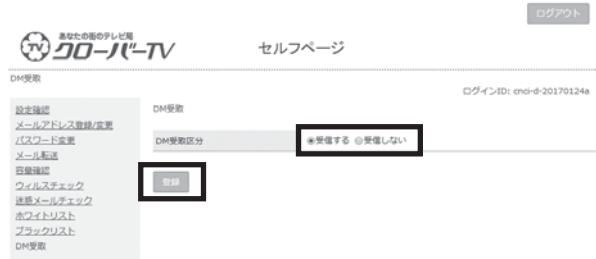 ログアウト
あなたの街のテレビ局
クローバーTV
セルフページ
DM受取
ログインID: cnci-d-20170124a
設定確認
メールアドレス登録/変更
パスワード変更
メール転送
容量確認
ウィルスチェック
迷惑メールチェック
ホワイトリスト
ブラックリスト
DM受取
DM受取
DM受取区分
受信する 受信しない
登録